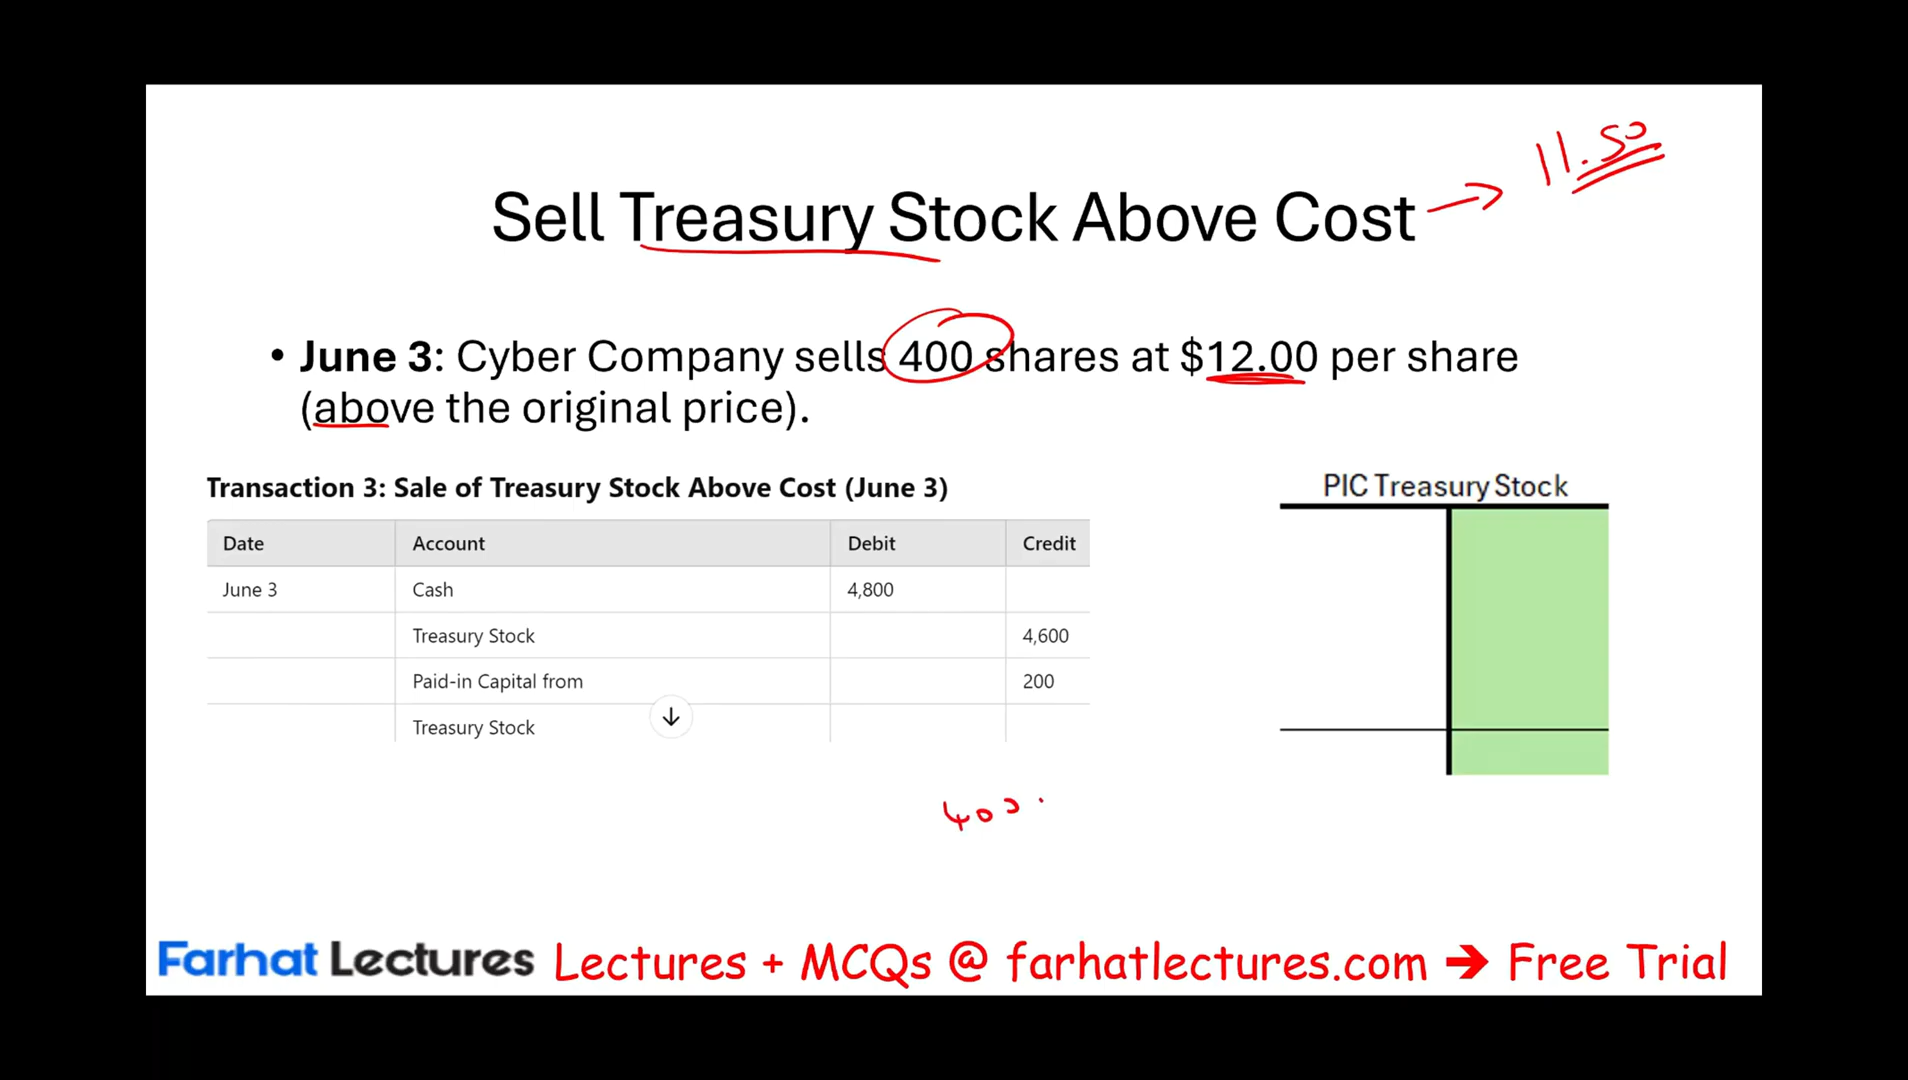 11.50
Sell Treasury Stock Above Cost
• June 3: Cyber Company sells 400 shares at $12.00 per share
(above the original price).
Transaction 3: Sale of Treasury Stock Above Cost (June 3)
Date Account Debit Credit
June 3 Cash 4,800
Treasury Stock 4,600
Paid-in Capital from 200
Treasury Stock
PIC Treasury Stock
400
Farhat Lectures Lectures + MCQs @ farhatlectures.com → Free Trial